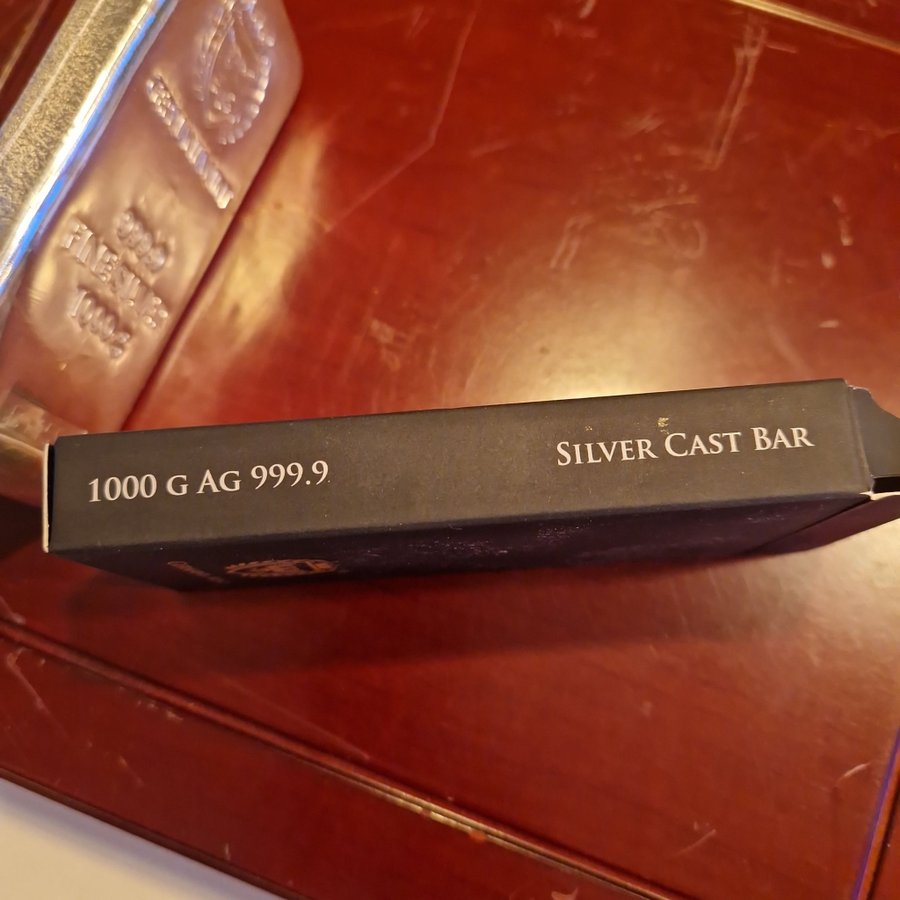 999.9
FINE SILVER
1000 g
1000 G AG 999.9
SILVER CAST BAR